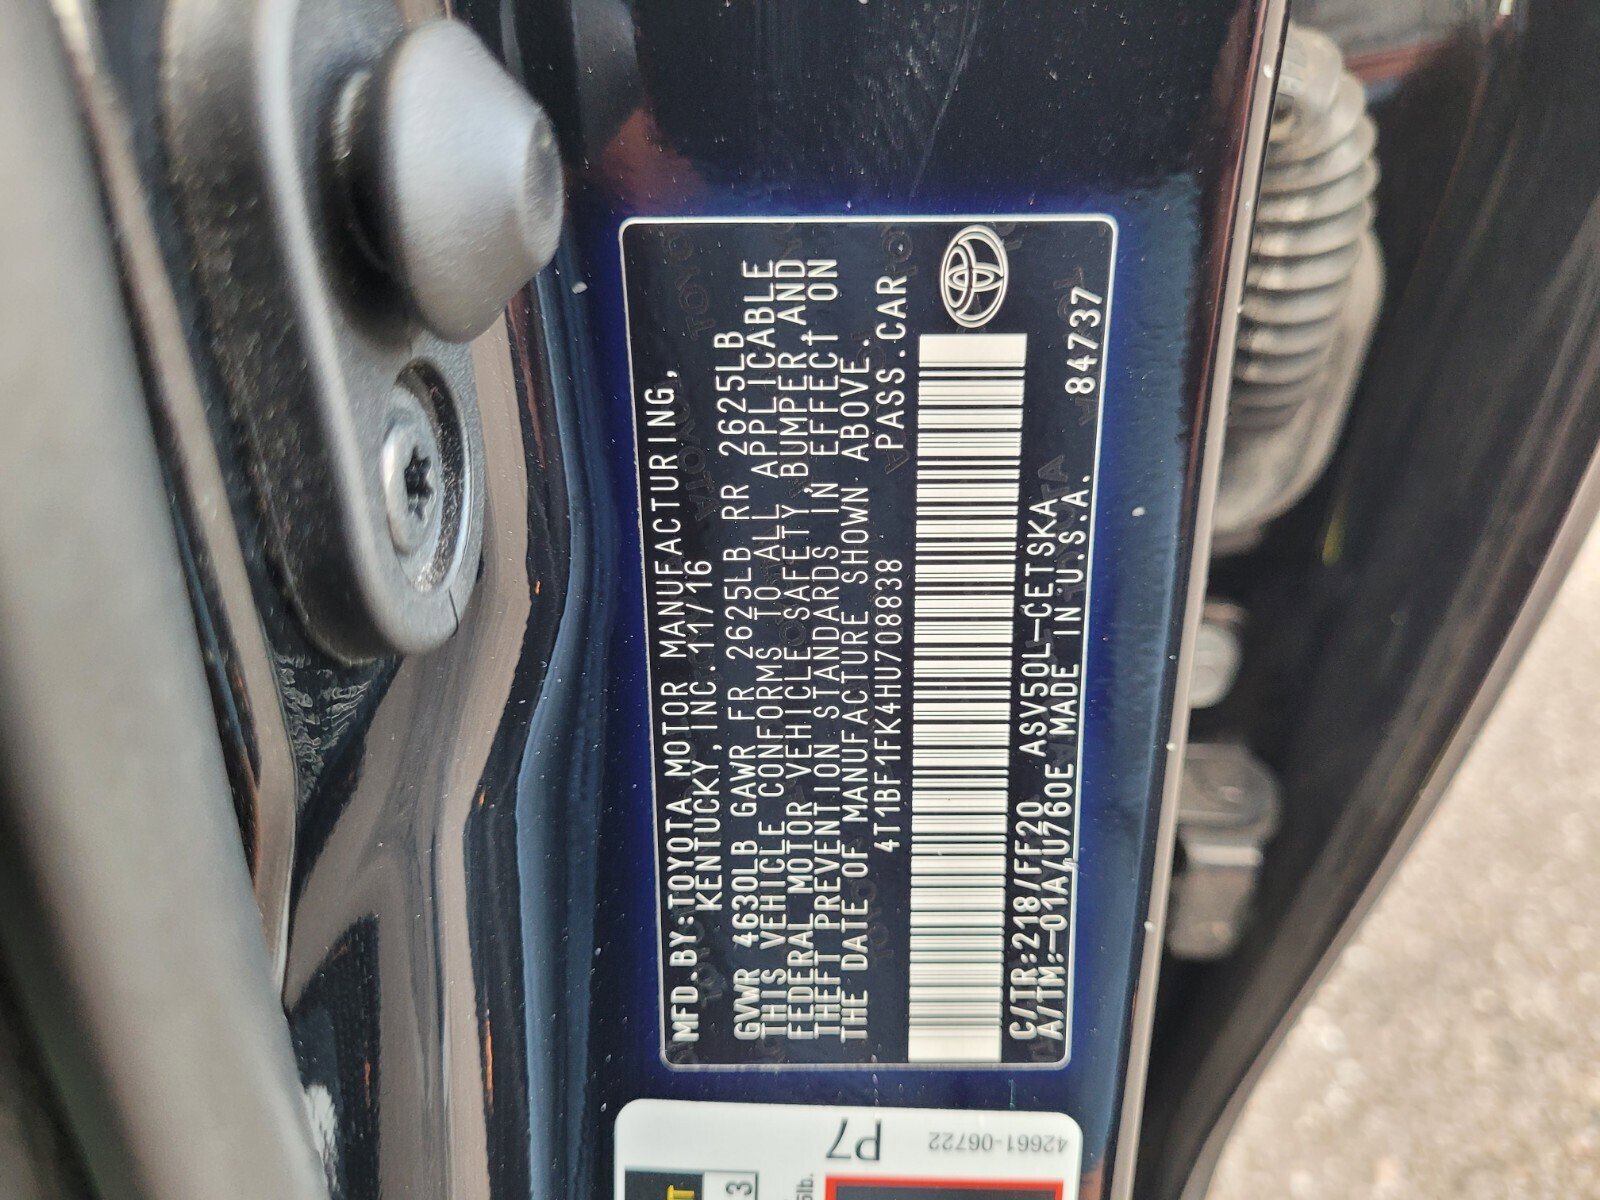 MFD.BY:TOYOTA MOTOR MANUFACTURING,
KENTUCKY, INC. 11/16
GVWR 4630LB GAWR FR 2625LB RR 2625LB
THIS VEHICLE CONFORMS TO ALL APPLICABLE
FEDERAL MOTOR VEHICLE SAFETY, BUMPER, AND
THEFT PREVENTION STANDARDS IN EFFECT ON
THE DATE OF MANUFACTURE SHOWN ABOVE.
4T1BF1FK4HU708838 PASS.CAR
C/TR:218/FF20 ASV50L-CETSKA 84737
A/TM:-01A/U760E MADE IN U.S.A.
P7
42661-06722